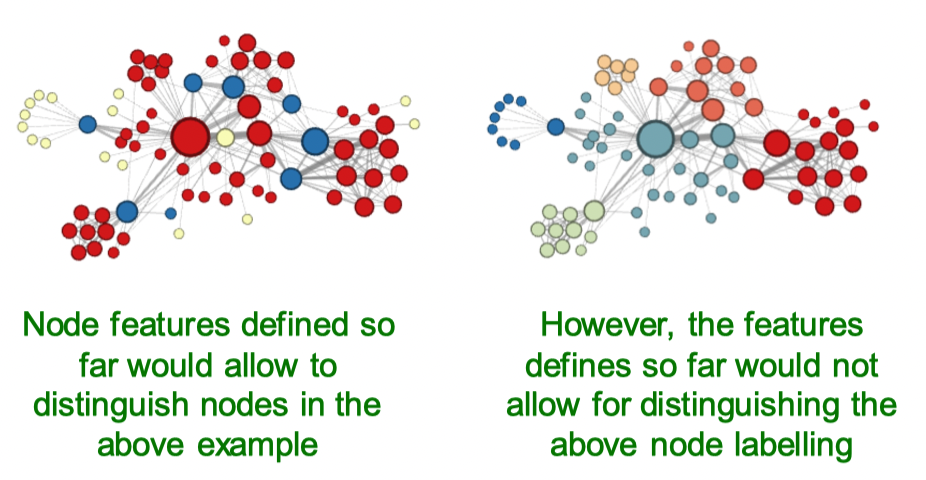 Node features defined so
far would allow to
distinguish nodes in the
above example
However, the features
defines so far would not
allow for distinguishing the
above node labelling